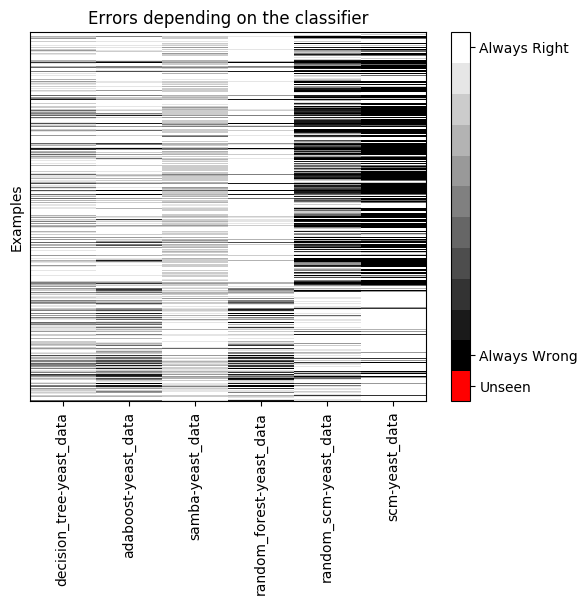 Errors depending on the classifier
Examples
Always Right
Always Wrong
Unseen
decision_tree-yeast_data
adaboost-yeast_data
samba-yeast_data
random_forest-yeast_data
random_scm-yeast_data
scm-yeast_data